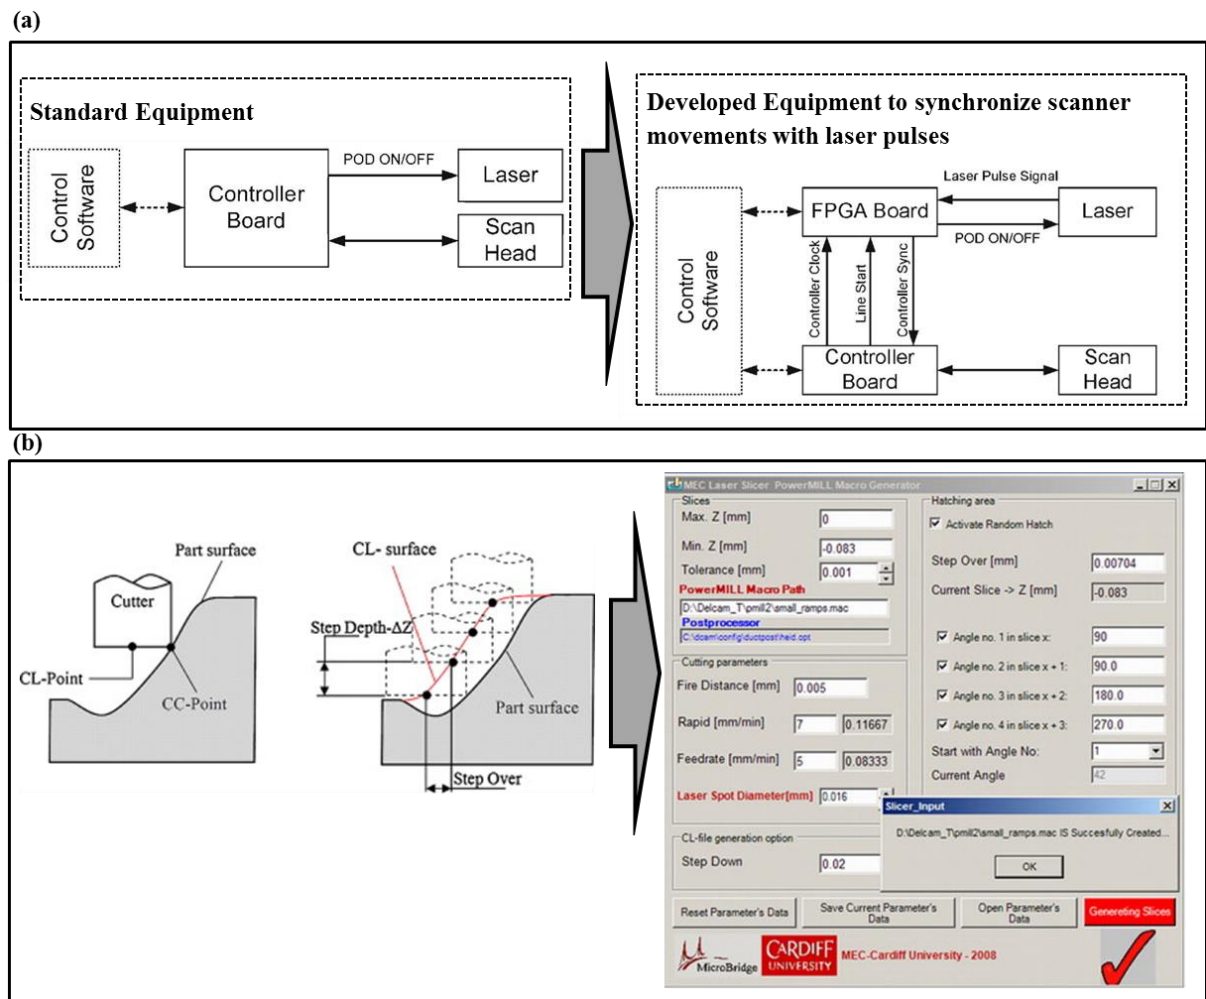 (a)
Standard Equipment
Control
Software
Controller
Board
POD ON/OFF
Laser
Scan
Head
Developed Equipment to synchronize scanner
movements with laser pulses
Control
Software
FPGA Board
Laser Pulse Signal
POD ON/OFF
Laser
Controller Clock
Line Start
Controller Sync
Controller
Board
Scan
Head
(b)
Part surface
Cutter
CL-Point
CC-Point
CL- surface
Step Depth-ΔZ
Part surface
Step Over
MEC Laser Slicer PowerMILL Macro Generator
Slices
Max. Z [mm] 0
Min. Z [mm] -0.083
Tolerance [mm] 0.001
PowerMILL Macro Path
D:\Delcam_T\pmill2\small_ramps.mac
Postprocessor
C:\dcam\config\ductpost\heid.opt
Cutting parameters
Fire Distance [mm] 0.005
Rapid [mm/min] 7 0.11667
Feedrate [mm/min] 5 0.08333
Laser Spot Diameter[mm] 0.016
CL-file generation option
Step Down 0.02
Hatching area
Activate Random Hatch
Step Over [mm] 0.00704
Current Slice -> Z [mm] -0.083
Angle no. 1 in slice x: 90
Angle no. 2 in slice x + 1: 90.0
Angle no. 3 in slice x + 2: 180.0
Angle no. 4 in slice x + 3: 270.0
Start with Angle No: 1
Current Angle 42
Slicer_Input
D:\Delcam_T\pmill2\small_ramps.mac IS Succesfully Created...
OK
Reset Parameter's Data
Save Current Parameter's
Data
Open Parameter's
Data
Genereting Slices
MicroBridge
CARDIFF
UNIVERSITY
MEC-Cardiff University - 2008